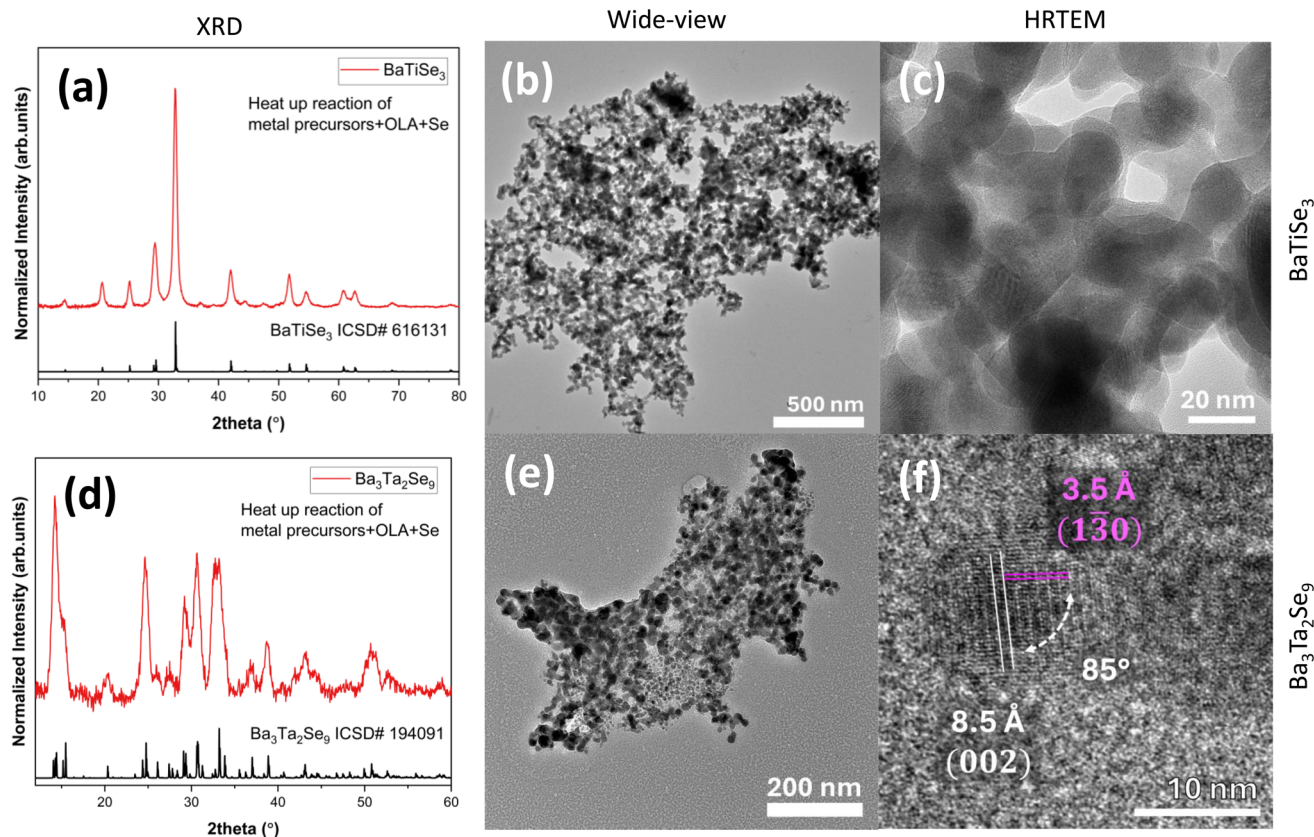 XRD
Wide-view
HRTEM
(a)
BaTiSe₃
Heat up reaction of
metal precursors+OLA+Se
Normalized Intensity (arb.units)
BaTiSe₃ ICSD# 616131
10 20 30 40 50 60 70 80
2theta (°)
(b)
500 nm
(c)
20 nm
BaTiSe₃
(d)
Ba₃Ta₂Se₉
Heat up reaction of
metal precursors+OLA+Se
Normalized Intensity (arb.units)
Ba₃Ta₂Se₉ ICSD# 194091
20 30 40 50 60
2theta (°)
(e)
200 nm
(f)
3.5 Å
(13̅0)
85°
8.5 Å
(002)
10 nm
Ba₃Ta₂Se₉